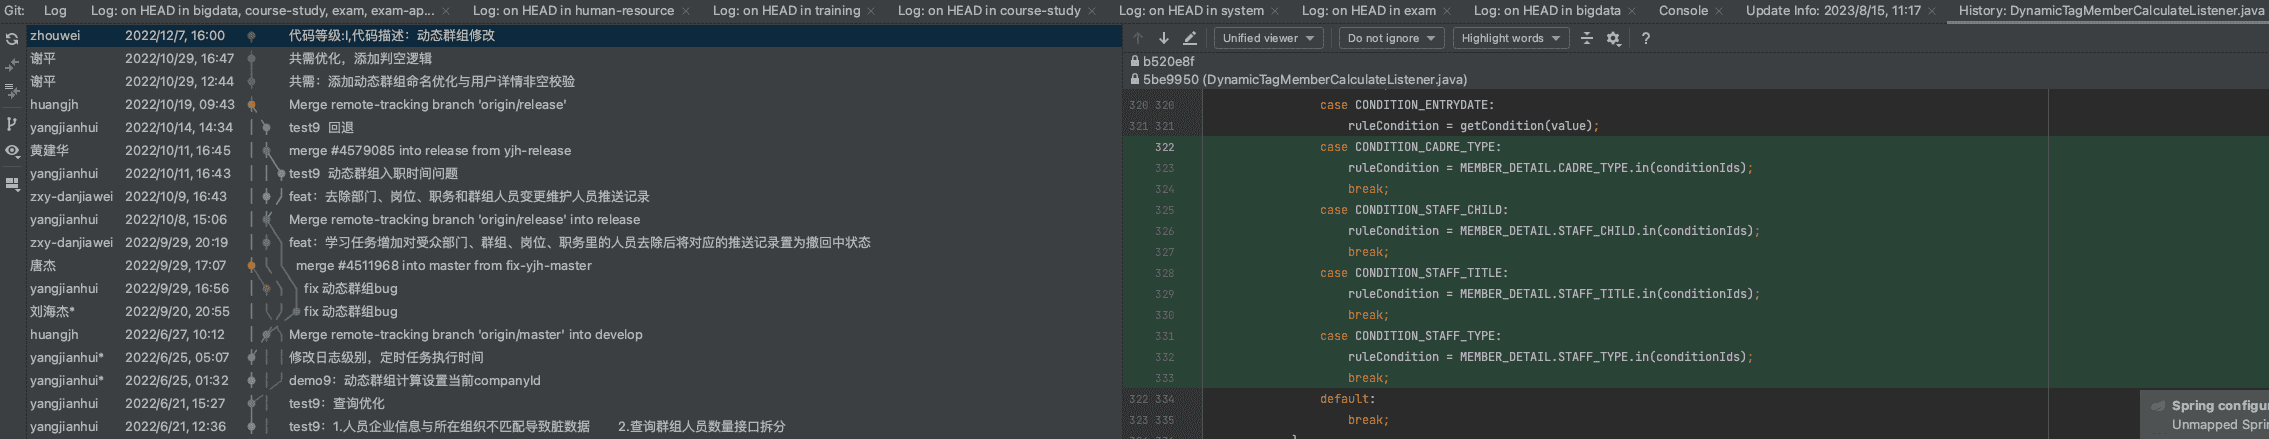 Git: Log Log: on HEAD in bigdata, course-study, exam, exam-ap... Log: on HEAD in human-resource Log: on HEAD in training Log: on HEAD in course-study Log: on HEAD in system Log: on HEAD in exam Log: on HEAD in bigdata Console Update Info: 2023/8/15, 11:17 History: DynamicTagMemberCalculateListener.java
zhouwei 2022/12/7, 16:00 代码等级:I,代码描述：动态群组修改
谢平 2022/10/29, 16:47 共需优化，添加判空逻辑
谢平 2022/10/29, 12:44 共需：添加动态群组命名优化与用户详情非空校验
huangjh 2022/10/19, 09:43 Merge remote-tracking branch 'origin/release'
yangjianhui 2022/10/14, 14:34 test9 回退
黄建华 2022/10/11, 16:45 merge #4579085 into release from yjh-release
yangjianhui 2022/10/11, 16:43 test9 动态群组入职时间问题
zxy-danjiawei 2022/10/9, 16:43 feat：去除部门、岗位、职务和群组人员变更维护人员推送记录
yangjianhui 2022/10/8, 15:06 Merge remote-tracking branch 'origin/release' into release
zxy-danjiawei 2022/9/29, 20:19 feat：学习任务增加对受众部门、群组、岗位、职务里的人员去除后将对应的推送记录置为撤回中状态
唐杰 2022/9/29, 17:07 merge #4511968 into master from fix-yjh-master
yangjianhui 2022/9/29, 16:56 fix 动态群组bug
刘海杰* 2022/9/20, 20:55 fix 动态群组bug
huangjh 2022/6/27, 10:12 Merge remote-tracking branch 'origin/master' into develop
yangjianhui* 2022/6/25, 05:07 修改日志级别，定时任务执行时间
yangjianhui* 2022/6/25, 01:32 demo9：动态群组计算设置当前companyId
yangjianhui 2022/6/21, 15:27 test9：查询优化
yangjianhui 2022/6/21, 12:36 test9：1.人员企业信息与所在组织不匹配导致脏数据 2.查询群组人员数量接口拆分
Unified viewer Do not ignore Highlight words ?
b520e8f
5be9950 (DynamicTagMemberCalculateListener.java)
320 320 case CONDITION_ENTRYDATE:
321 321 ruleCondition = getCondition(value);
322 case CONDITION_CADRE_TYPE:
323 ruleCondition = MEMBER_DETAIL.CADRE_TYPE.in(conditionIds);
324 break;
325 case CONDITION_STAFF_CHILD:
326 ruleCondition = MEMBER_DETAIL.STAFF_CHILD.in(conditionIds);
327 break;
328 case CONDITION_STAFF_TITLE:
329 ruleCondition = MEMBER_DETAIL.STAFF_TITLE.in(conditionIds);
330 break;
331 case CONDITION_STAFF_TYPE:
332 ruleCondition = MEMBER_DETAIL.STAFF_TYPE.in(conditionIds);
333 break;
322 334 default:
323 335 break;
Spring configur
Unmapped Sprin